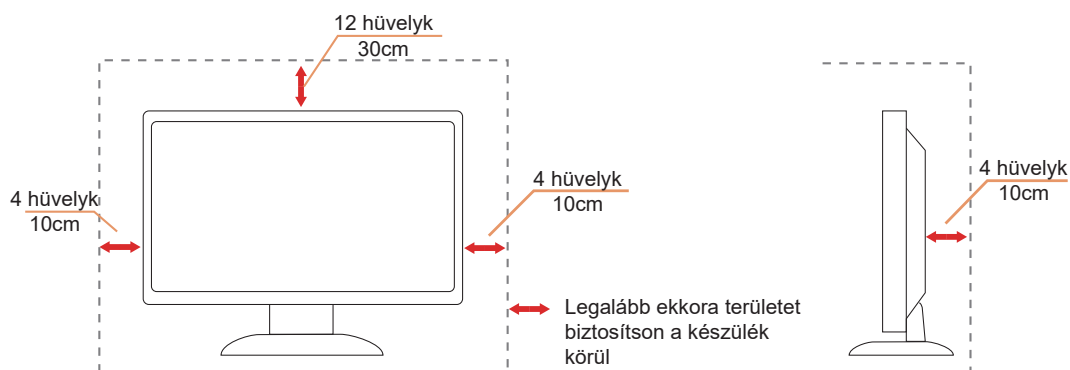 12 hüvelyk
30cm
4 hüvelyk
10cm
4 hüvelyk
10cm
4 hüvelyk
10cm
Legalább ekkora területet
biztosítson a készülék
körül